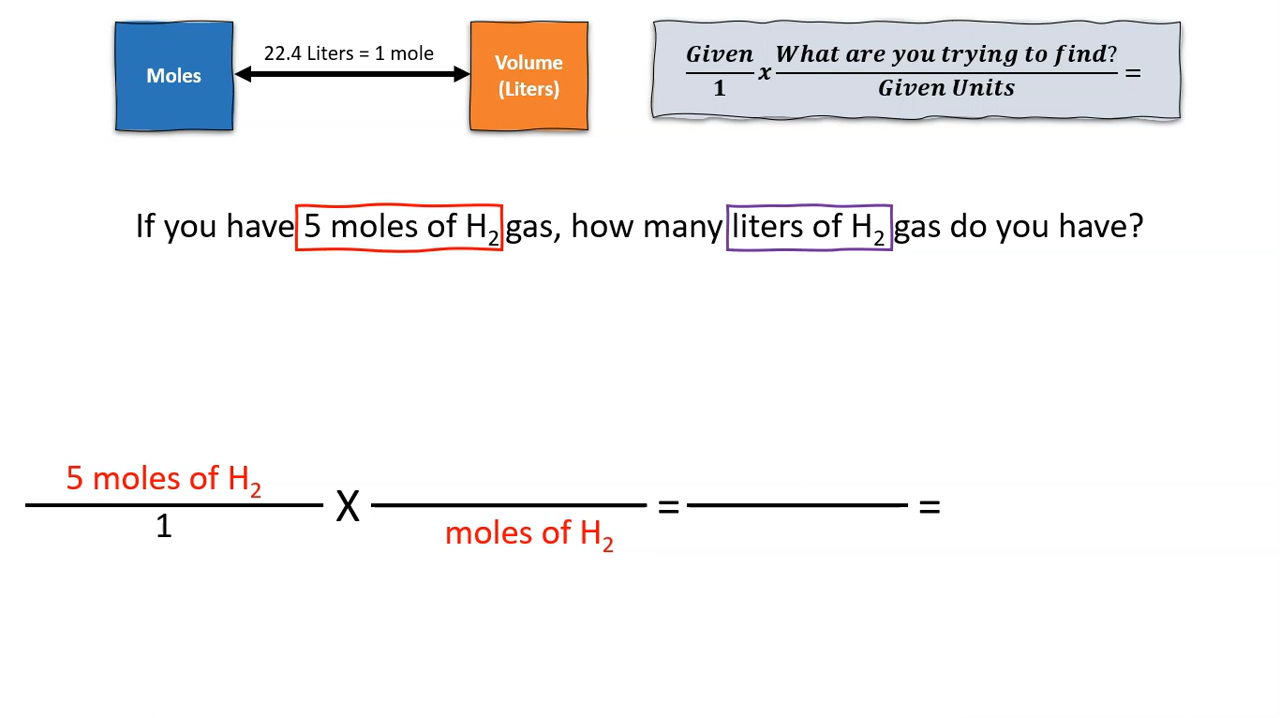 Moles
22.4 Liters = 1 mole
Volume
(Liters)
Given
1
x
What are you trying to find?
Given Units
=
If you have 5 moles of H₂ gas, how many liters of H₂ gas do you have?
5 moles of H₂
1
X
moles of H₂
=
=